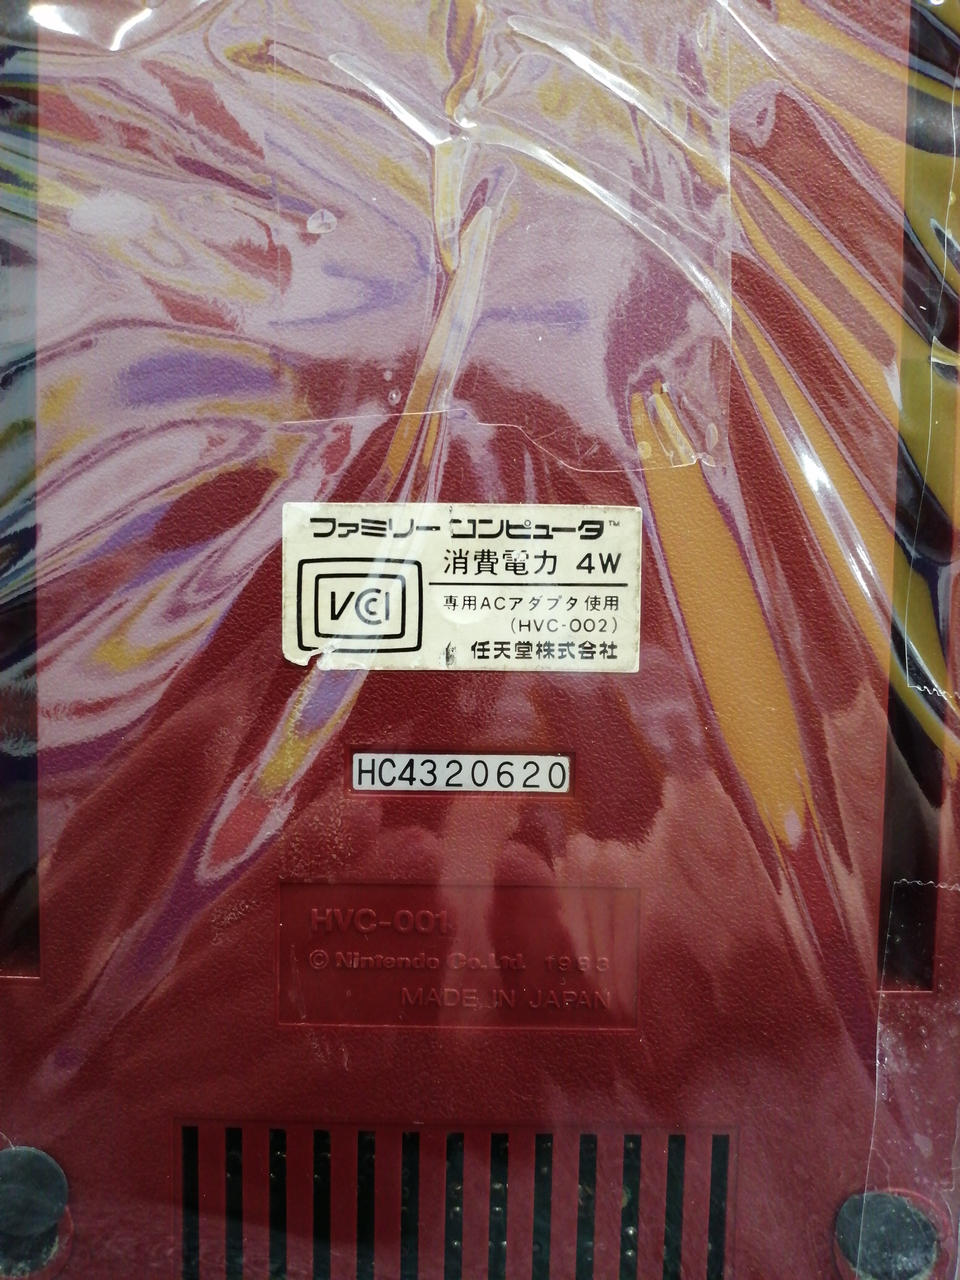 ファミリー コンピュータ™
消費電力 4W
VCCI
専用ACアダプタ使用
(HVC-002)
任天堂株式会社
HC4320620
HVC-001
© Nintendo Co.Ltd. 1983
MADE IN JAPAN